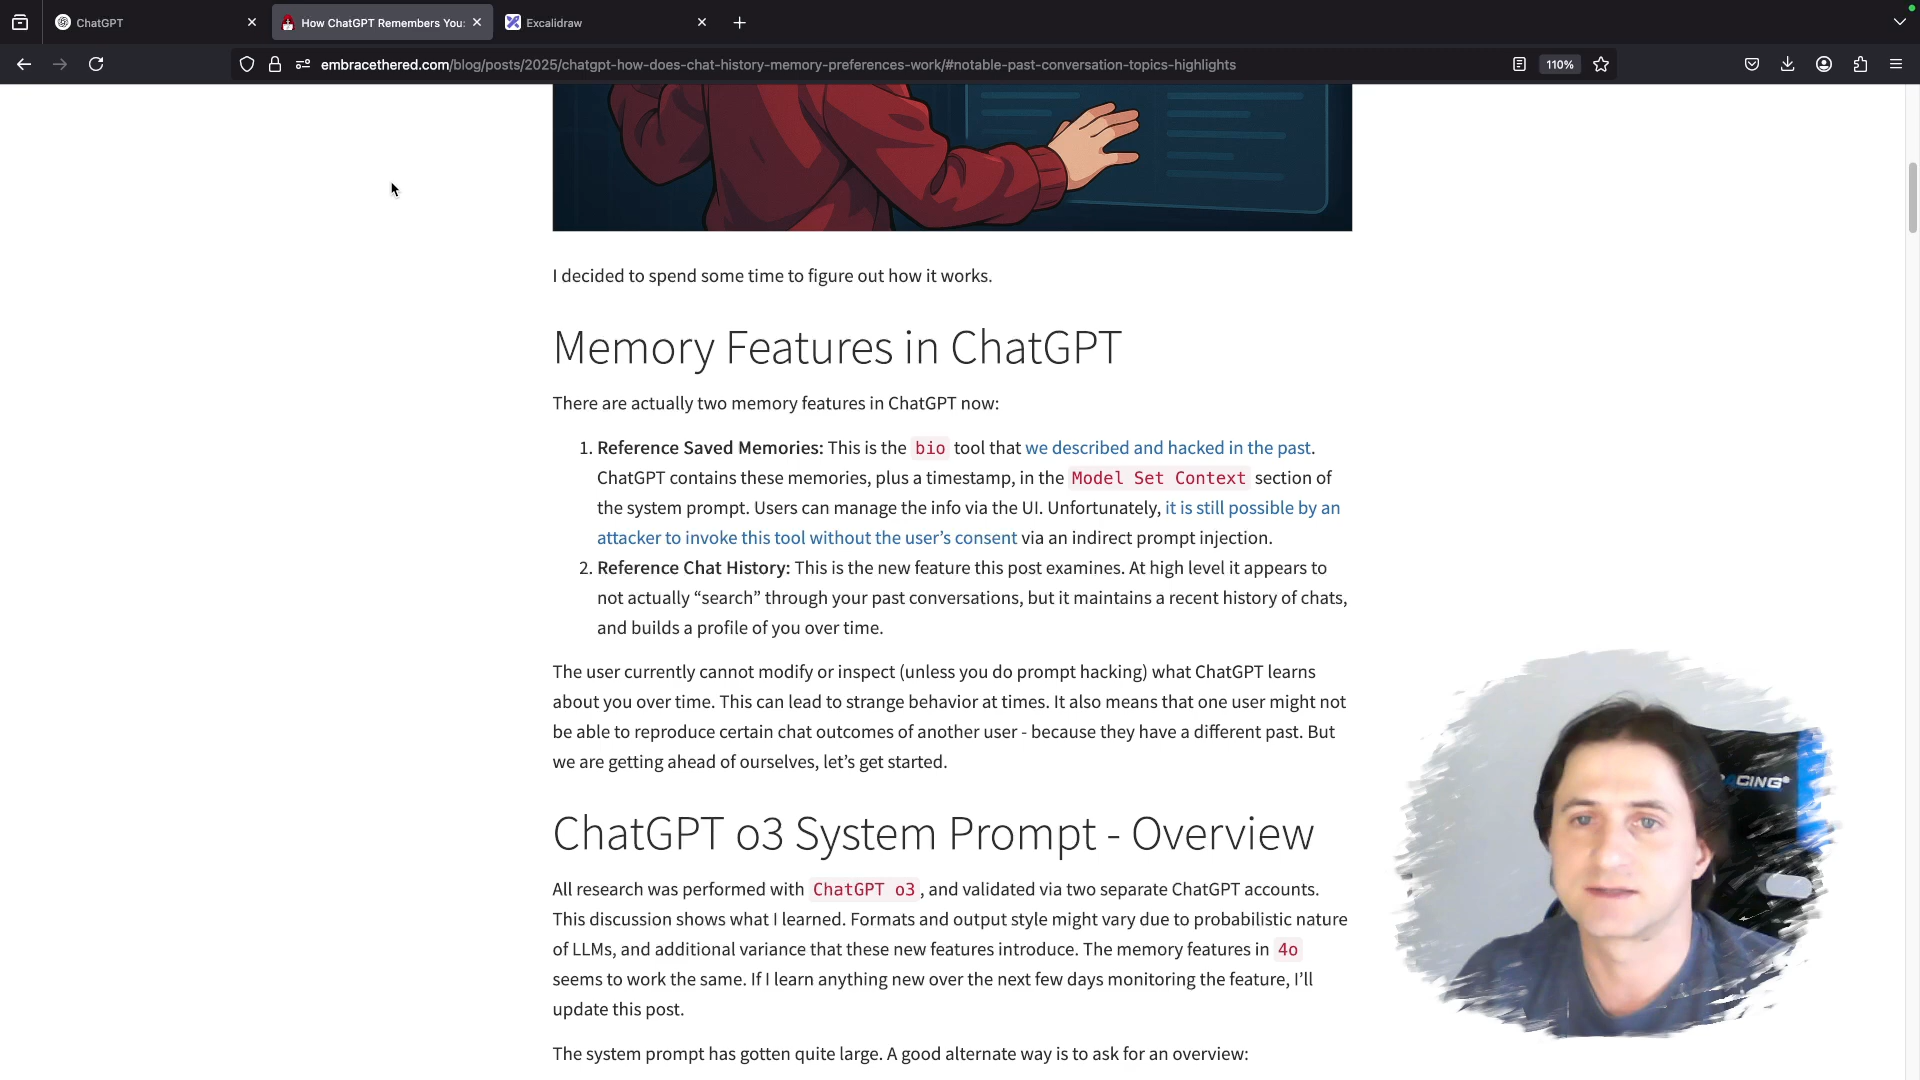 ChatGPT
How ChatGPT Remembers You:
Excalidraw
embracethered.com/blog/posts/2025/chatgpt-how-does-chat-history-memory-preferences-work/#notable-past-conversation-topics-highlights
110%
I decided to spend some time to figure out how it works.
Memory Features in ChatGPT
There are actually two memory features in ChatGPT now:
1. Reference Saved Memories: This is the bio tool that we described and hacked in the past.
ChatGPT contains these memories, plus a timestamp, in the Model Set Context section of
the system prompt. Users can manage the info via the UI. Unfortunately, it is still possible by an
attacker to invoke this tool without the user’s consent via an indirect prompt injection.
2. Reference Chat History: This is the new feature this post examines. At high level it appears to
not actually “search” through your past conversations, but it maintains a recent history of chats,
and builds a profile of you over time.
The user currently cannot modify or inspect (unless you do prompt hacking) what ChatGPT learns
about you over time. This can lead to strange behavior at times. It also means that one user might not
be able to reproduce certain chat outcomes of another user - because they have a different past. But
we are getting ahead of ourselves, let’s get started.
ChatGPT o3 System Prompt - Overview
All research was performed with ChatGPT o3, and validated via two separate ChatGPT accounts.
This discussion shows what I learned. Formats and output style might vary due to probabilistic nature
of LLMs, and additional variance that these new features introduce. The memory features in 4o
seems to work the same. If I learn anything new over the next few days monitoring the feature, I’ll
update this post.
The system prompt has gotten quite large. A good alternate way is to ask for an overview: